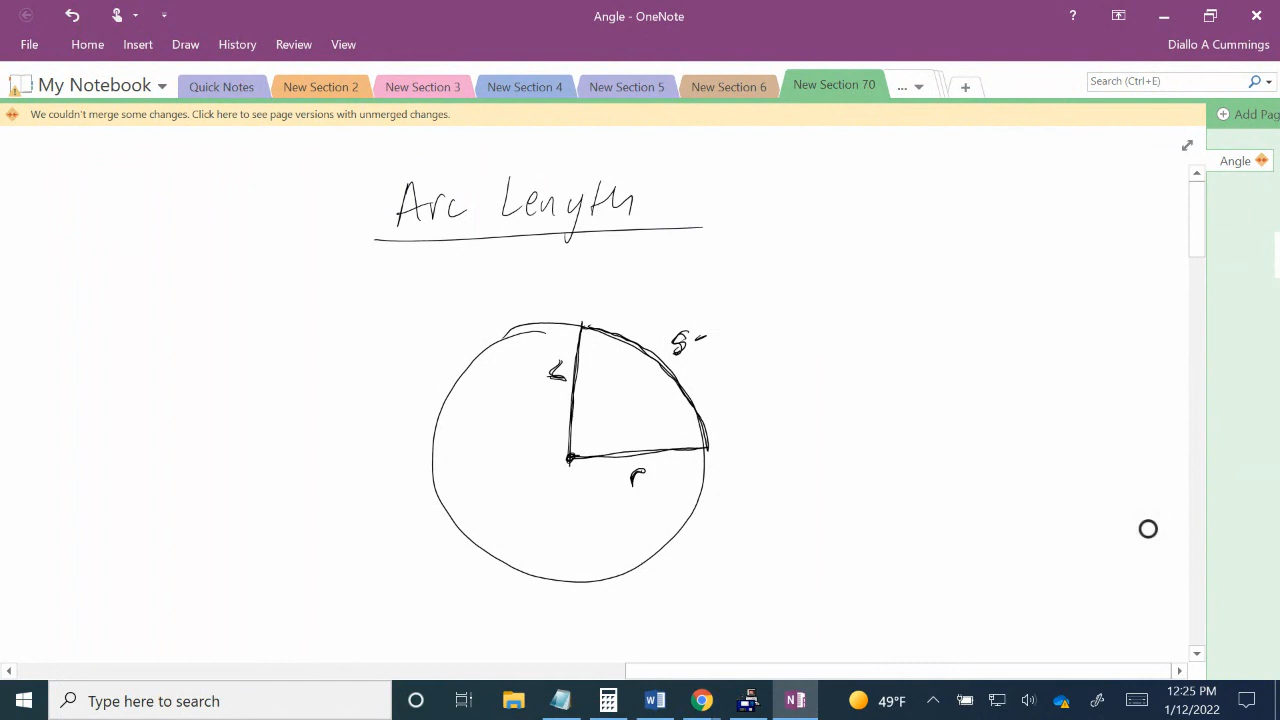 Angle - OneNote
?
File Home Insert Draw History Review View
Diallo A Cummings
My Notebook Quick Notes New Section 2 New Section 3 New Section 4 New Section 5 New Section 6 New Section 70 ... +
Search (Ctrl+E)
We couldn't merge some changes. Click here to see page versions with unmerged changes.
Add Pag
Angle
Arc Length
r
Type here to search
49°F
12:25 PM
1/12/2022